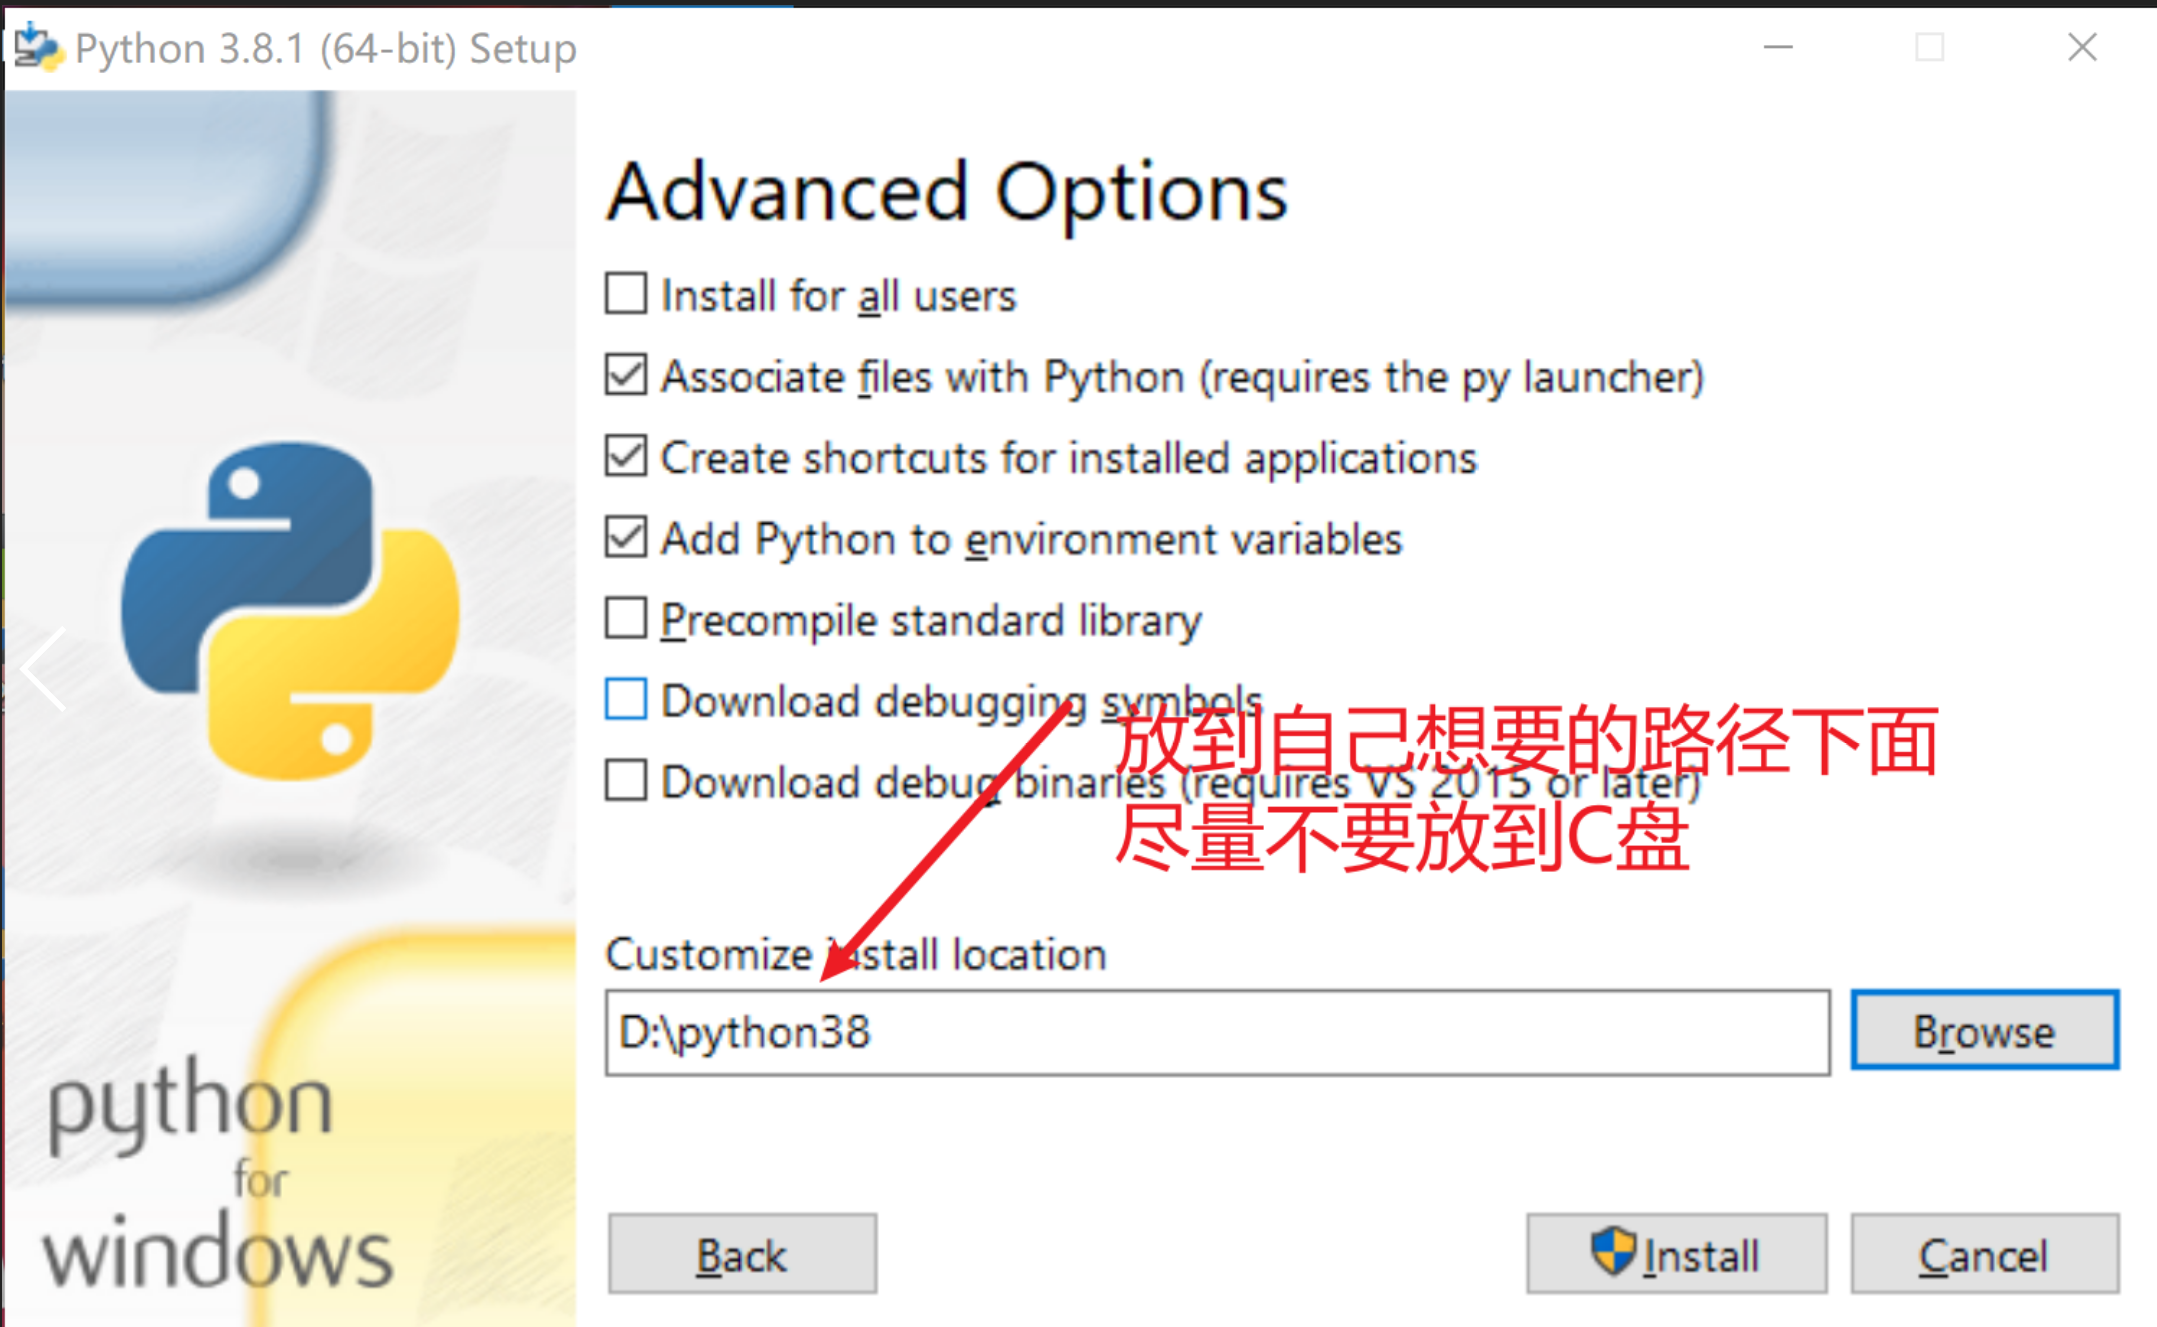 Python 3.8.1 (64-bit) Setup
Advanced Options
Install for all users
Associate files with Python (requires the py launcher)
Create shortcuts for installed applications
Add Python to environment variables
Precompile standard library
Download debugging symbols
放到自己想要的路径下面
Download debug binaries (requires VS 2015 or later)
尽量不要放到C盘
Customize install location
D:\python38
Browse
python
for
windows
Back
Install
Cancel